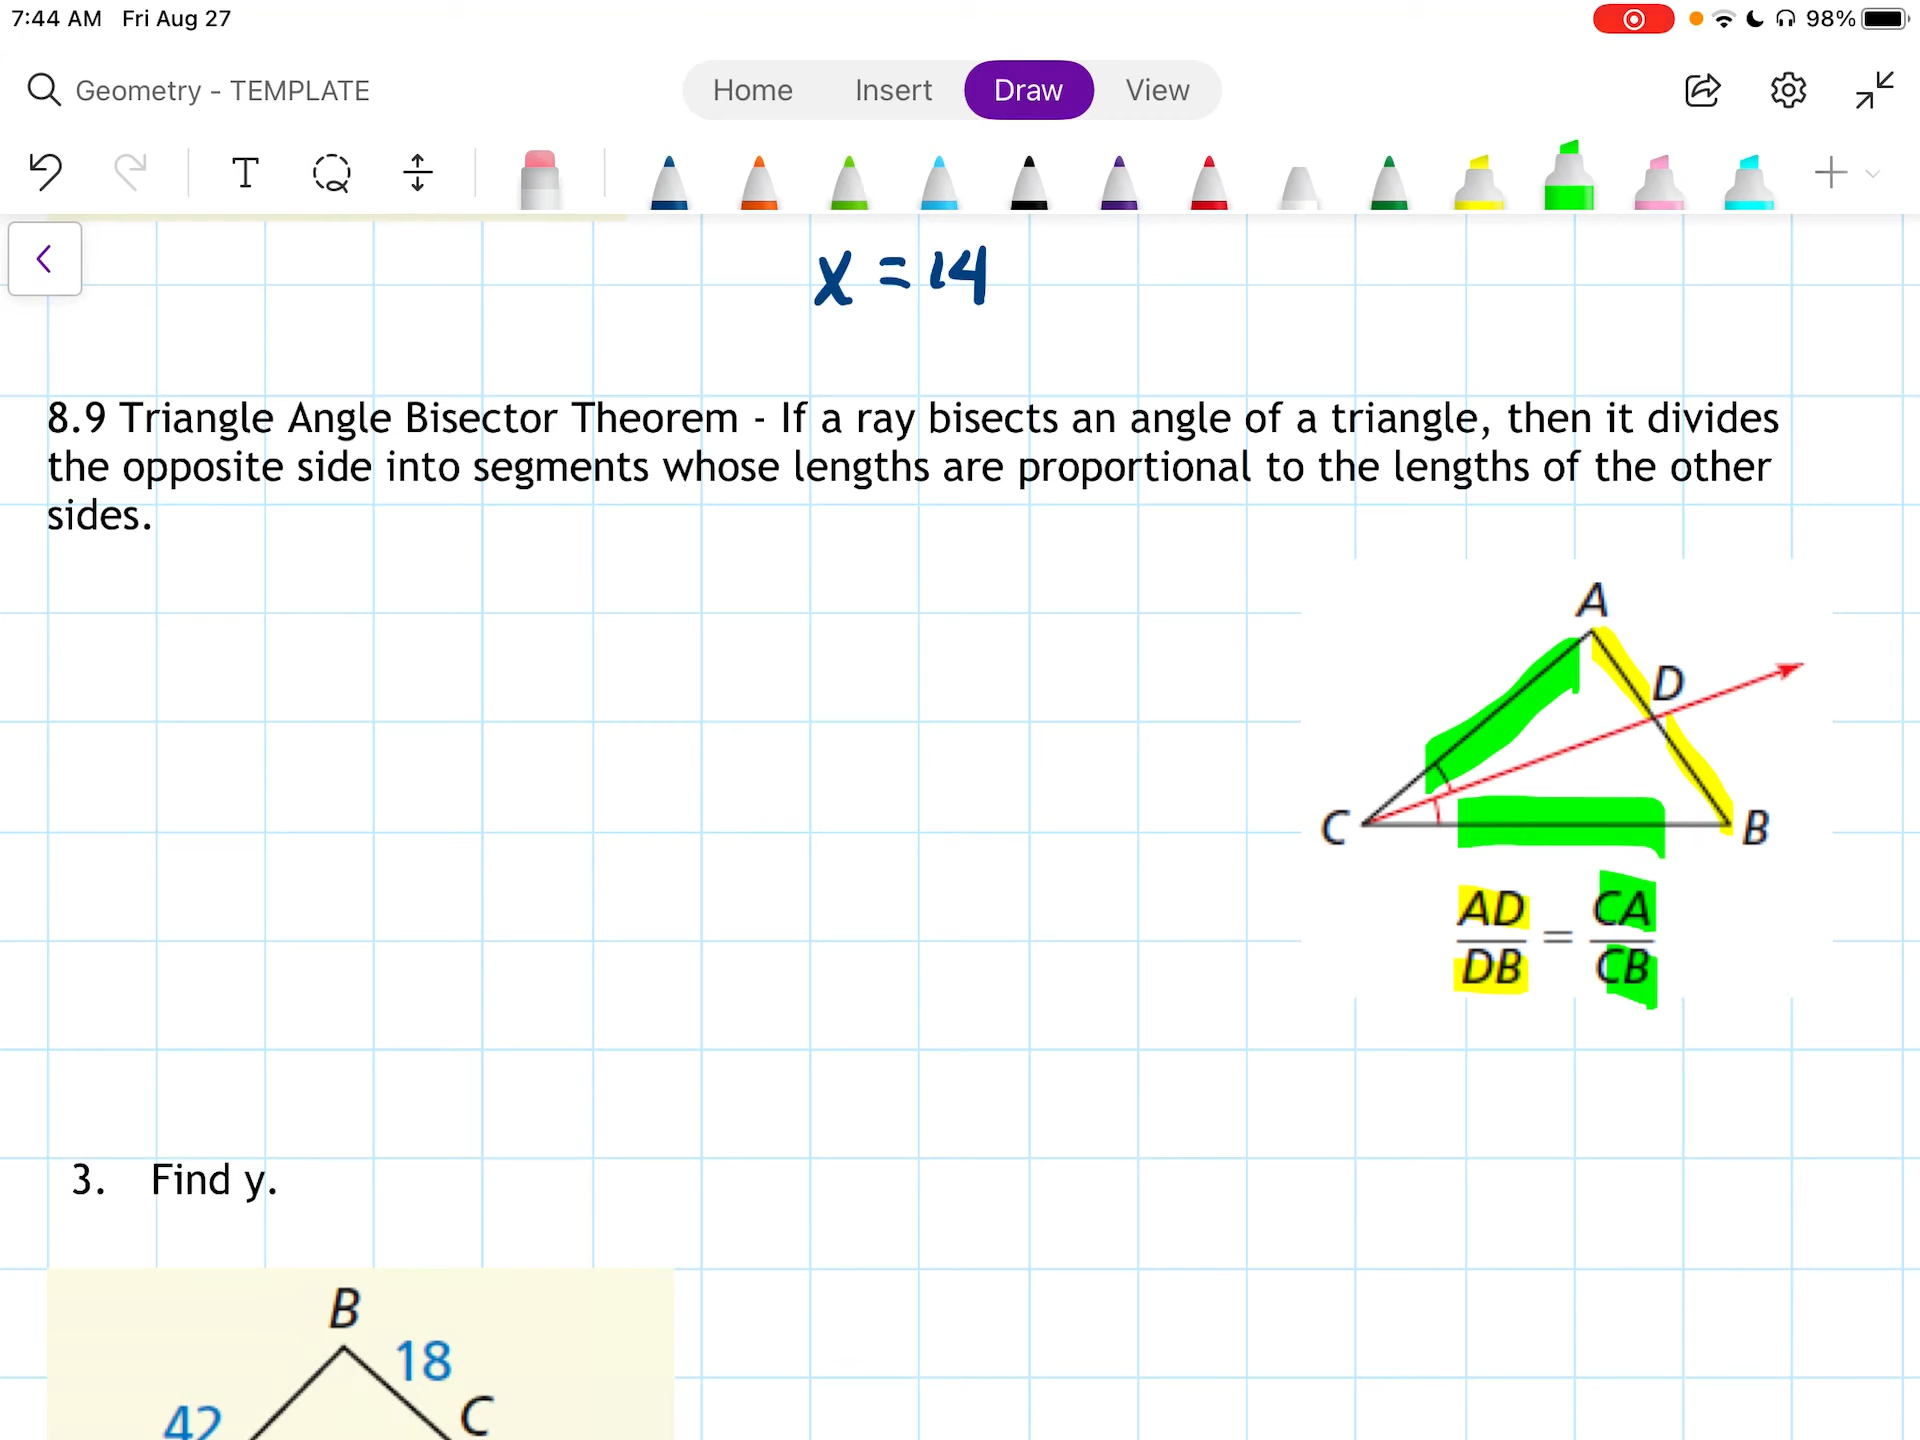 7:44 AM Fri Aug 27
98%
Geometry - TEMPLATE
Home Insert Draw View
T
x = 14
8.9 Triangle Angle Bisector Theorem - If a ray bisects an angle of a triangle, then it divides
the opposite side into segments whose lengths are proportional to the lengths of the other
sides.
A
D
C
B
AD = CA
DB CB
3. Find y.
B
18
42
C